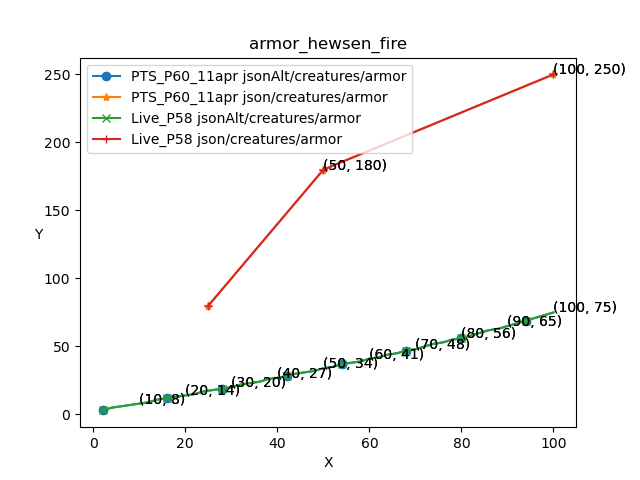 armor_hewsen_fire
PTS_P60_11apr jsonAlt/creatures/armor
PTS_P60_11apr json/creatures/armor
Live_P58 jsonAlt/creatures/armor
Live_P58 json/creatures/armor
(100, 250)
(50, 180)
(100, 75)
(90, 65)
(80, 56)
(70, 48)
(60, 41)
(50, 34)
(40, 27)
(30, 20)
(20, 14)
(10, 8)
250
200
150
100
50
0
Y
0 20 40 60 80 100
X